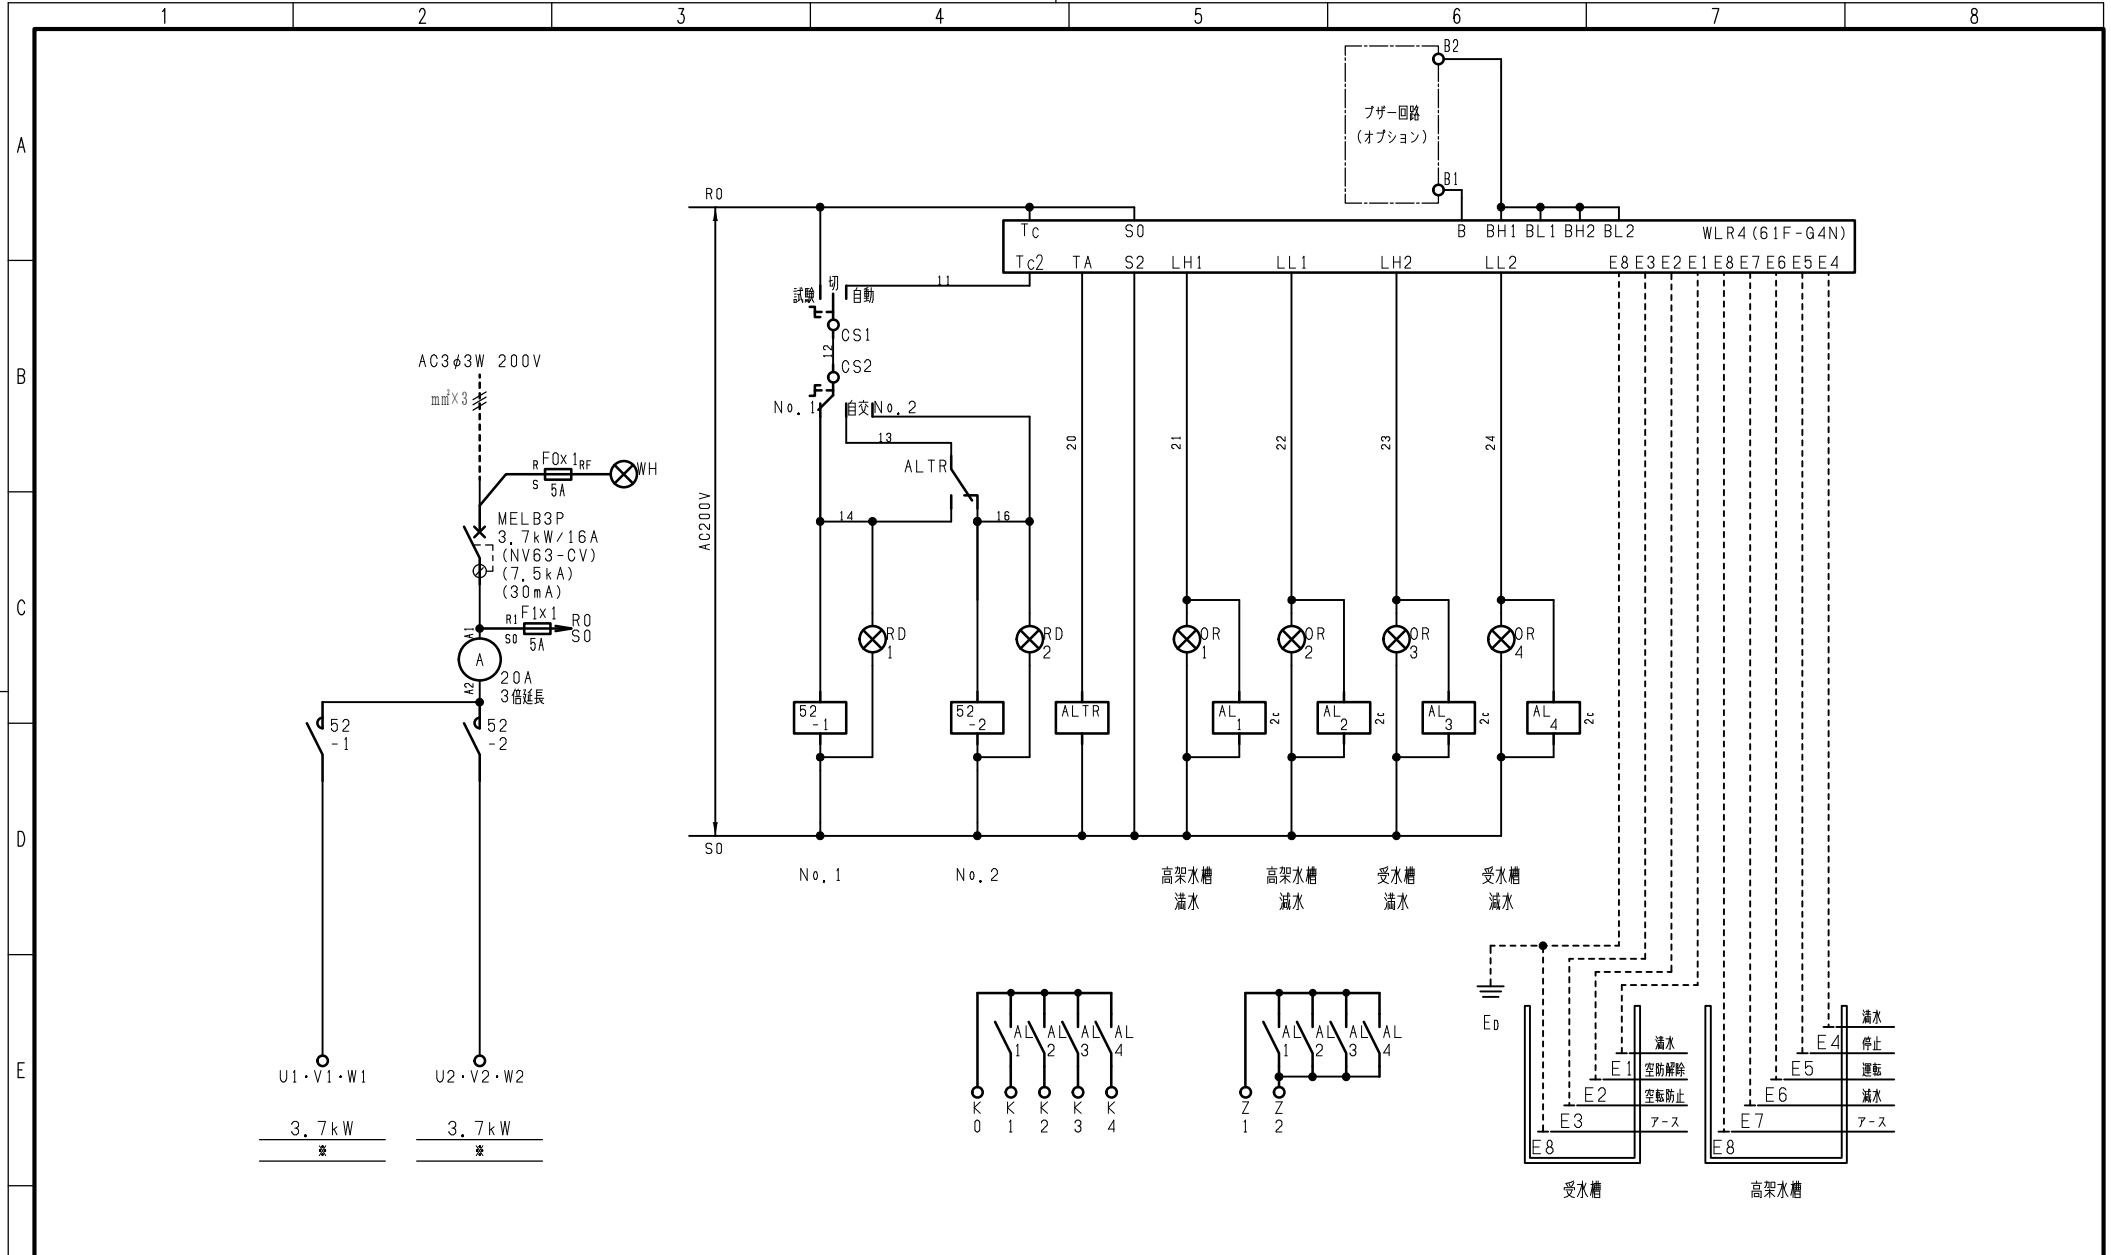 1 2 3 4 5 6 7 8
A
B
C
D
E
B2
ブザー回路
(オプション)
B1
R0
TC S0 B BH1 BL1 BH2 BL2 WLR4(61F-G4N)
TC2 TA S2 LH1 LL1 LH2 LL2 E8 E3 E2 E1 E8 E7 E6 E5 E4
試験 切 自動 11
CS1
12
CS2
No.1 自交 No.2
13
ALTR
14 16
20 21 22 23 24
AC200V
AC3φ3W 200V
mm²×3
R F0×1 RF WH
S 5A
MELB3P
3.7kW/16A
(NV63-CV)
(7.5kA)
(30mA)
R1 F1×1 R0
S0 5A S0
A1
A
A2
20A
3倍延長
52
-1
52
-2
U1・V1・W1 U2・V2・W2
3.7kW 3.7kW
※ ※
RD
1
RD
2
OR
1
OR
2
OR
3
OR
4
52
-1
52
-2
ALTR
AL
1
2c
AL
2
2c
AL
3
2c
AL
4
2c
S0
No.1 No.2
高架水槽
満水
高架水槽
減水
受水槽
満水
受水槽
減水
AL
1
AL
2
AL
3
AL
4
K
0
K
1
K
2
K
3
K
4
AL
1
AL
2
AL
3
AL
4
Z
1
Z
2
ED
満水
E1 空防解除
E2 空転防止
E3 アース
E8
受水槽
満水
E4 停止
E5 運転
E6 減水
E7 アース
E8
高架水槽